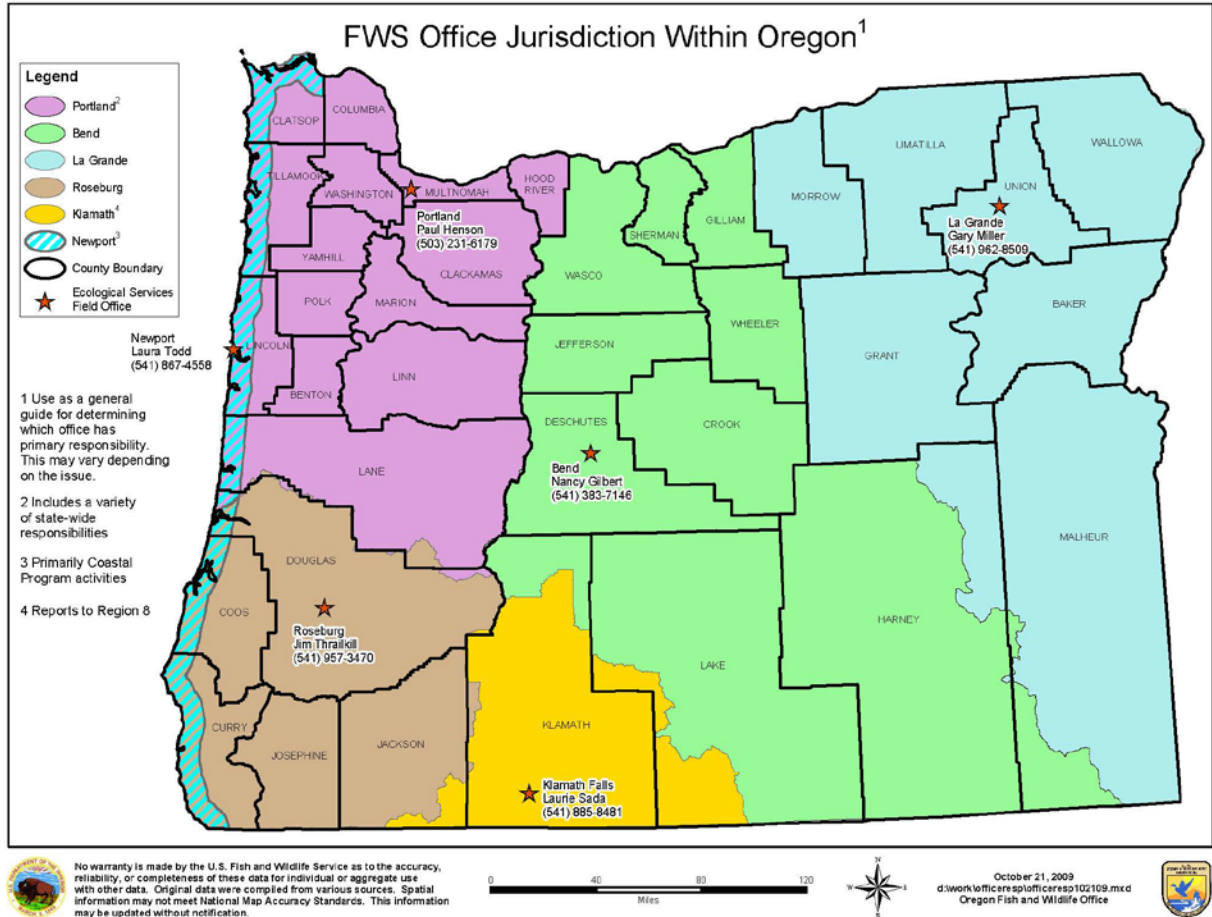 FWS Office Jurisdiction Within Oregon1
Legend
Portland2
Bend
La Grande
Roseburg
Klamath4
Newport3
County Boundary
Ecological Services
Field Office
CLATSOP
COLUMBIA
TILLAMOOK
WASHINGTON
MULTNOMAH
HOOD
RIVER
Portland
Paul Henson
(503) 231-6179
YAMHILL
CLACKAMAS
POLK
MARION
LINCOLN
BENTON
LINN
LANE
WASCO
SHERMAN
GILLIAM
WHEELER
JEFFERSON
DESCHUTES
CROOK
Bend
Nancy Gilbert
(541) 383-7146
MORROW
UMATILLA
UNION
WALLOWA
La Grande
Gary Miller
(541) 962-8509
BAKER
GRANT
MALHEUR
HARNEY
LAKE
Newport
Laura Todd
(541) 867-4558
DOUGLAS
COOS
Roseburg
Jim Thrailkill
(541) 957-3470
CURRY
JOSEPHINE
JACKSON
KLAMATH
Klamath Falls
Laurie Sada
(541) 885-8481
1 Use as a general
guide for determining
which office has
primary responsibility.
This may vary depending
on the issue.
2 Includes a variety
of state-wide
responsibilities
3 Primarily Coastal
Program activities
4 Reports to Region 8
No warranty is made by the U.S. Fish and Wildlife Service as to the accuracy,
reliability, or completeness of these data for individual or aggregate use
with other data. Original data were compiled from various sources. Spatial
information may not meet National Map Accuracy Standards. This information
may be updated without notification.
0 40 80 120
Miles
N
W E
S
October 21, 2009
d:\work\officeresp\officeresp102109.mxd
Oregon Fish and Wildlife Office